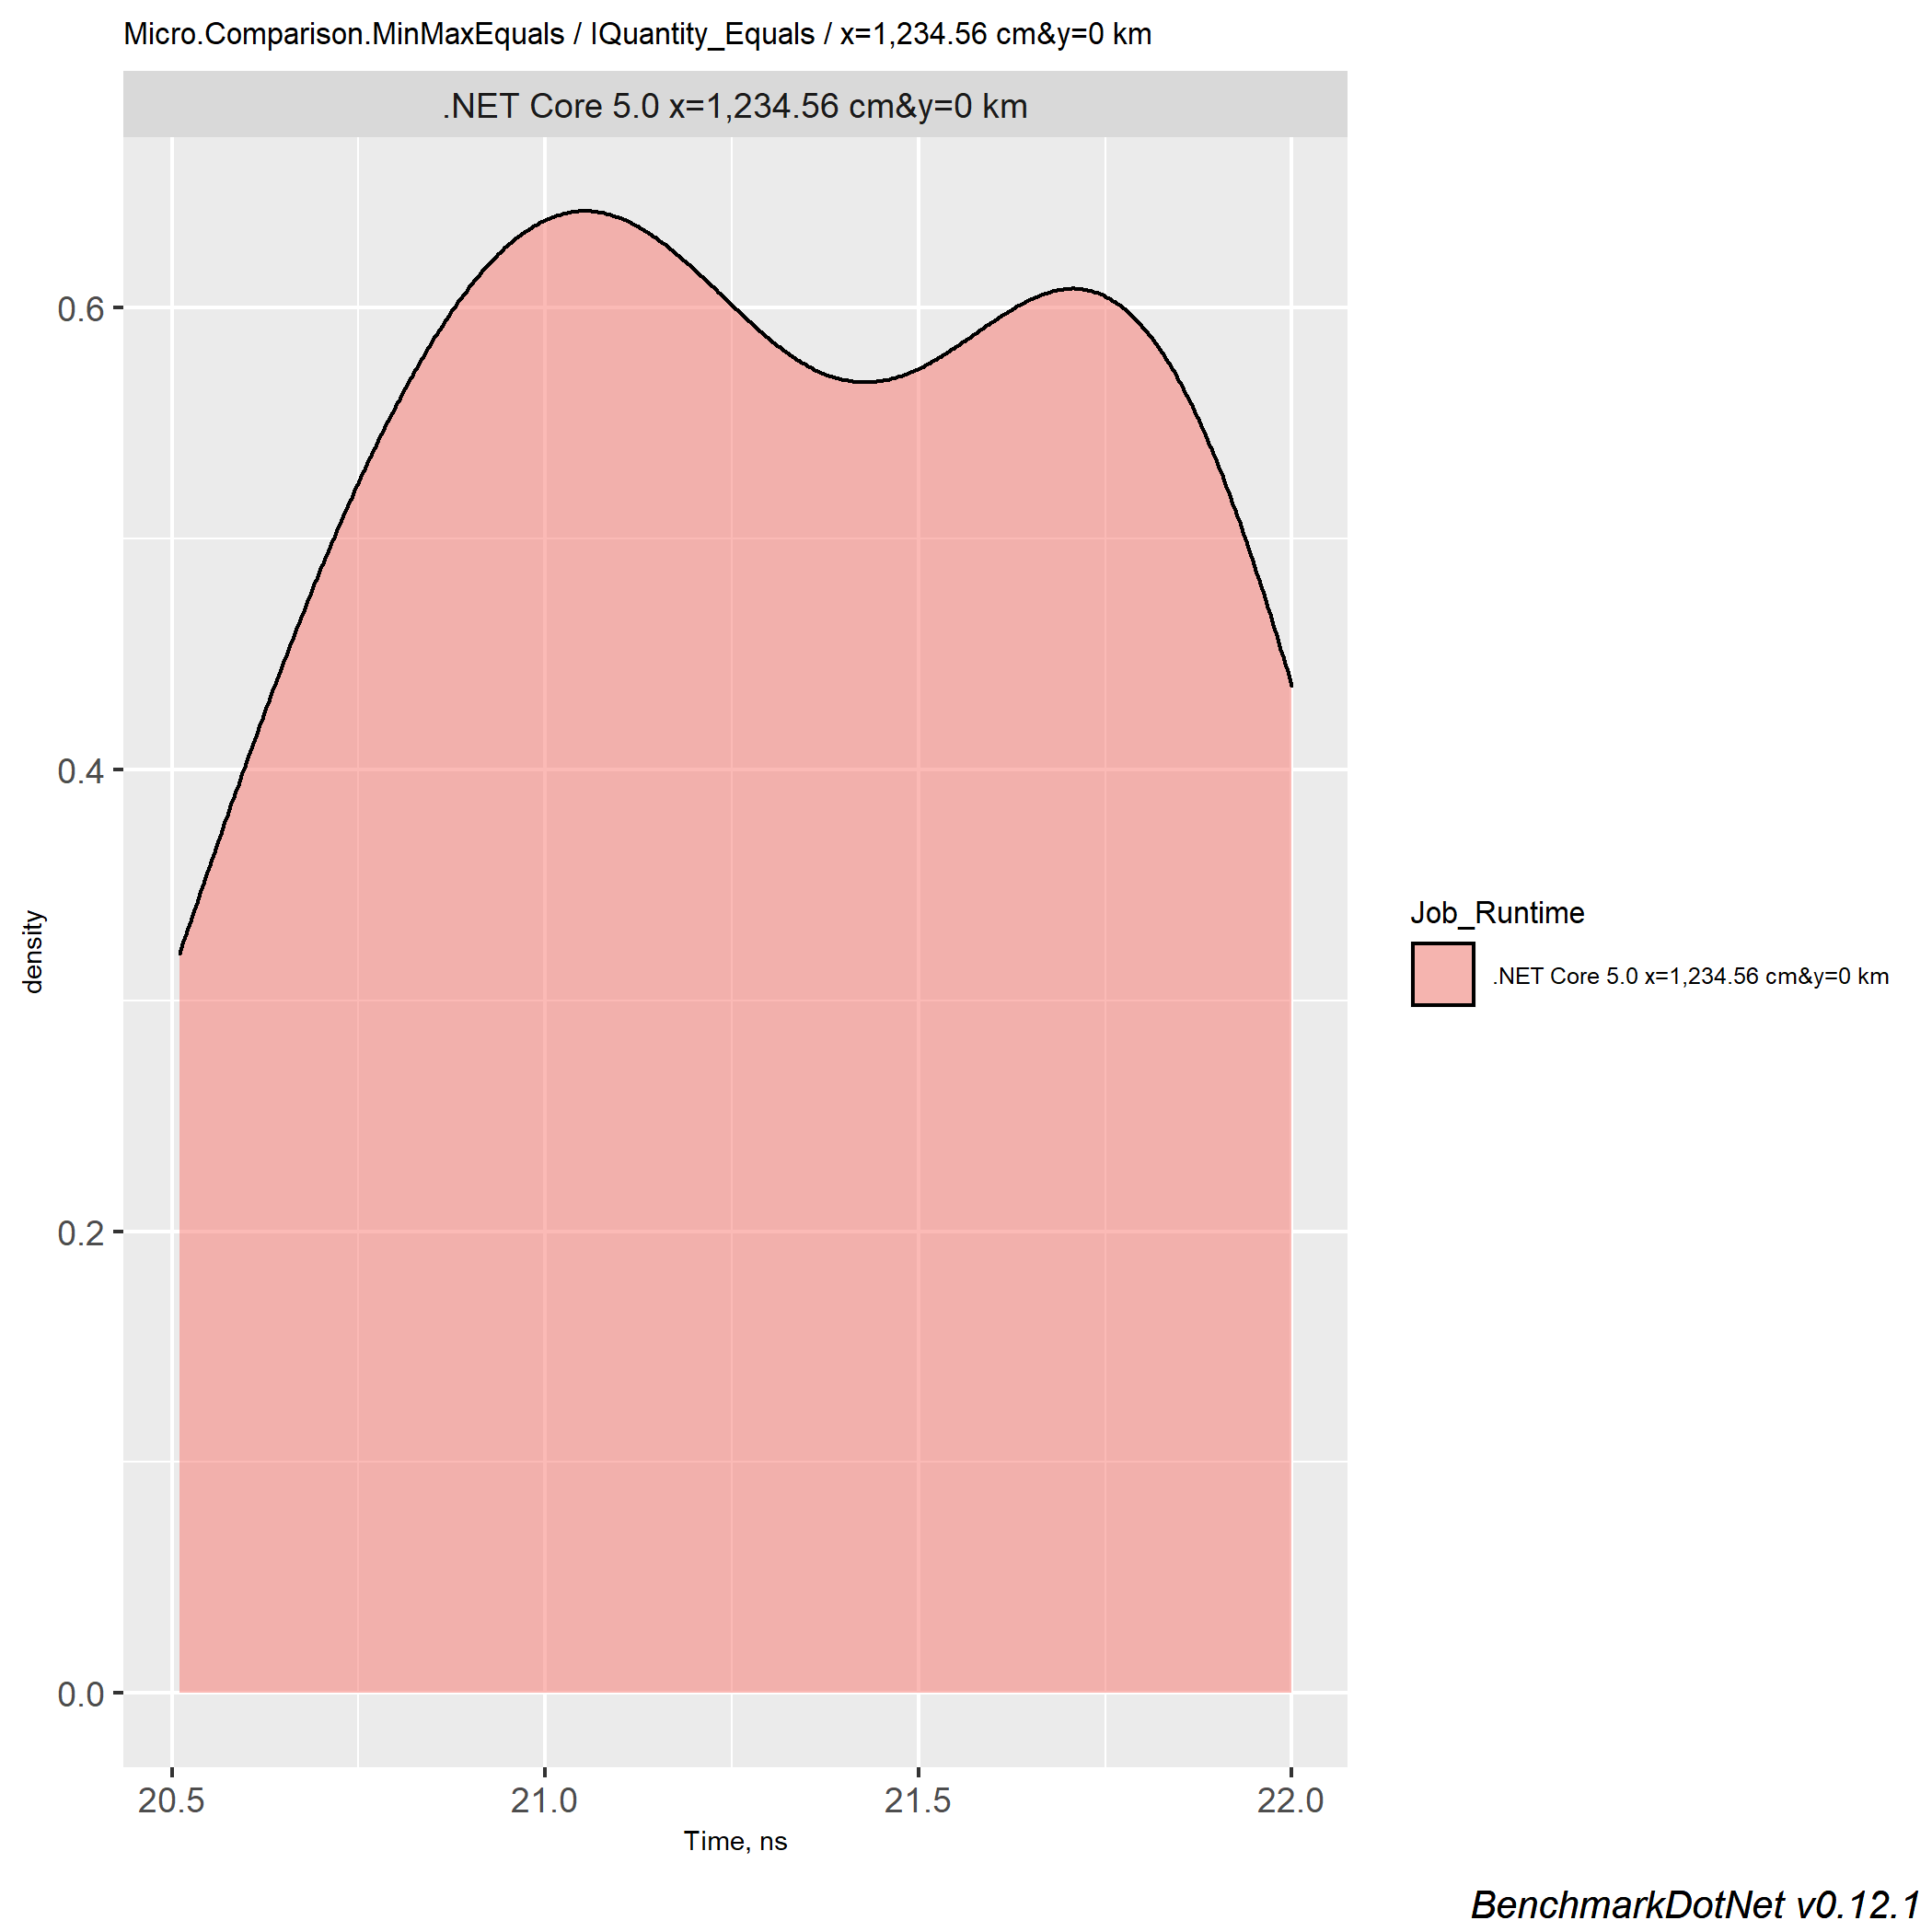 Micro.Comparison.MinMaxEquals / IQuantity_Equals / x=1,234.56 cm&y=0 km
.NET Core 5.0 x=1,234.56 cm&y=0 km
0.6
0.4
0.2
0.0
density
20.5 21.0 21.5 22.0
Time, ns
Job_Runtime
.NET Core 5.0 x=1,234.56 cm&y=0 km
BenchmarkDotNet v0.12.1